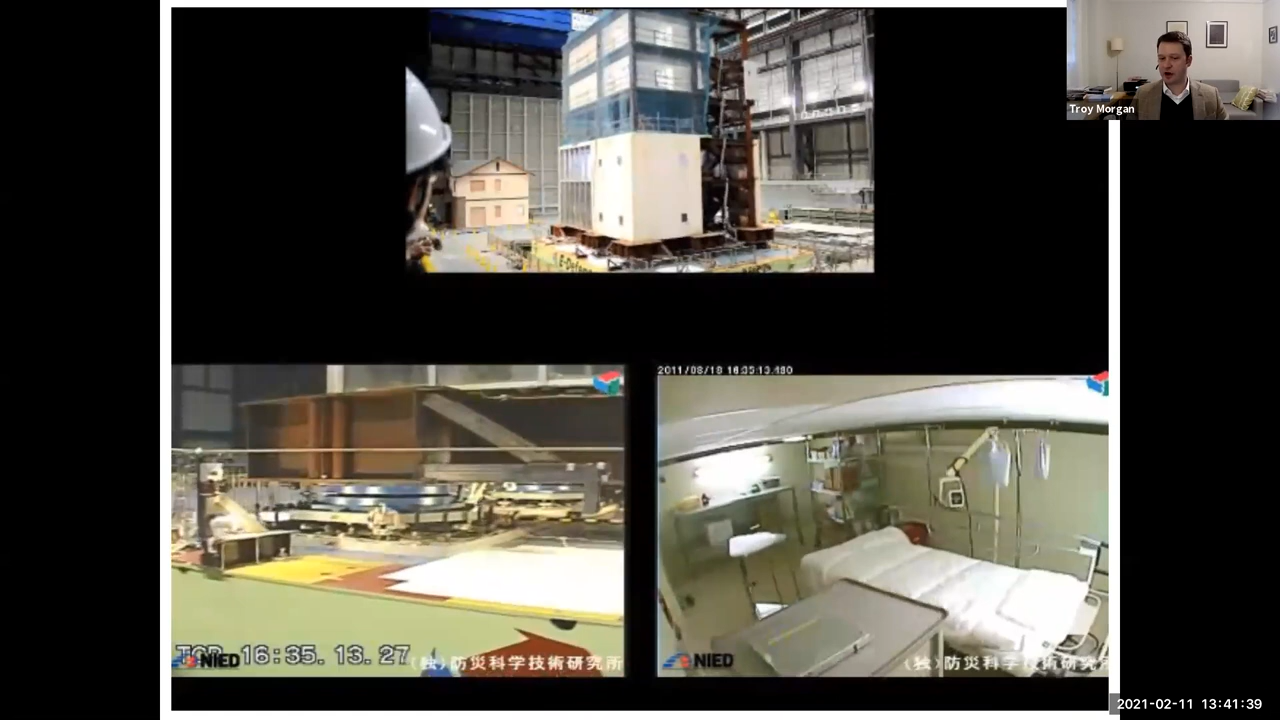 Troy Morgan
2011/08/18 16:35:13.480
TCR 16:35. 13. 27
NIED
(独)防災科学技術研究所
NIED
(独)防災科学技術研究所
2021-02-11 13:41:39